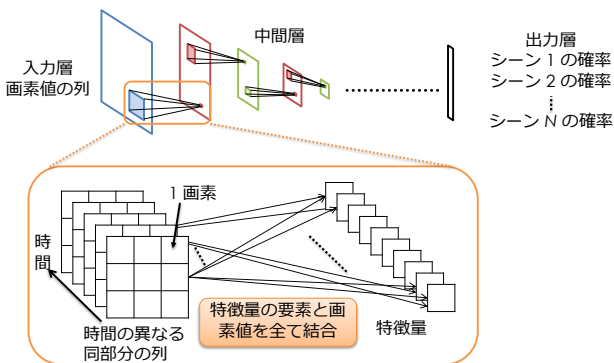 入力層
画素値の列
中間層
出力層
シーン 1 の確率
シーン 2 の確率
シーン N の確率
1 画素
時
間
時間の異なる
同部分の列
特徴量の要素と画
素値を全て結合
特徴量